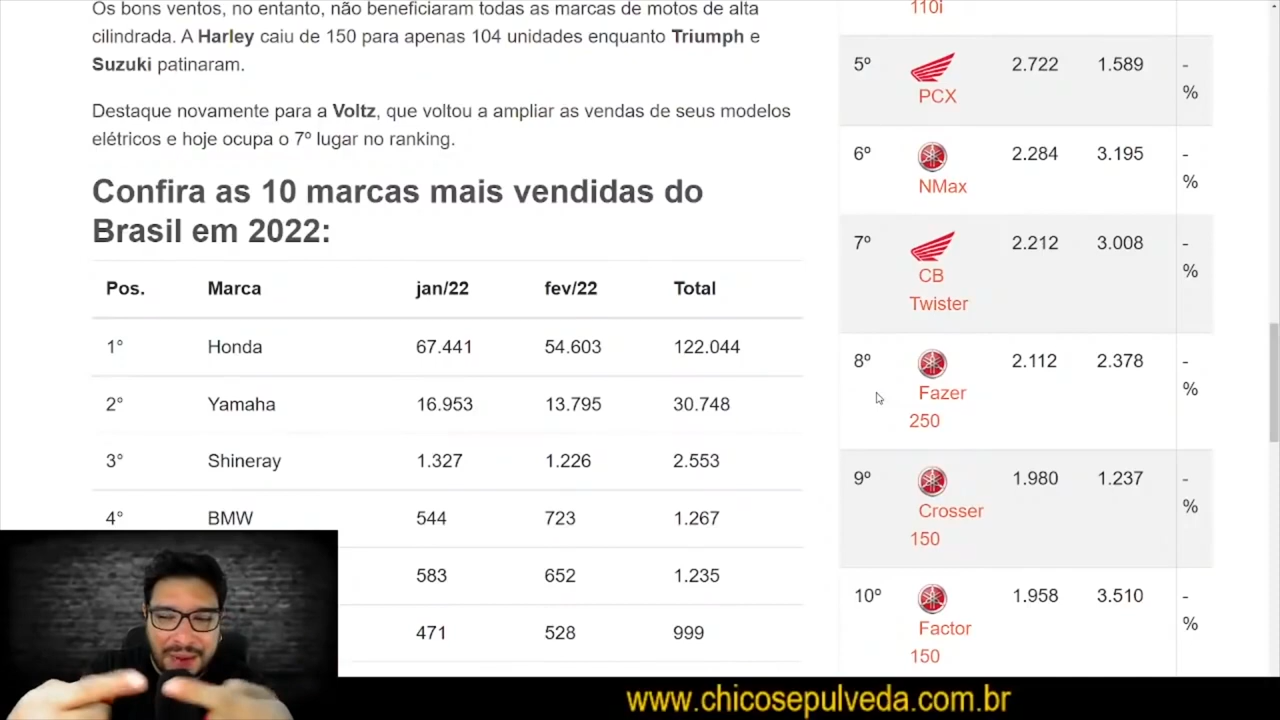 Os bons ventos, no entanto, não beneficiaram todas as marcas de motos de alta
cilindrada. A Harley caiu de 150 para apenas 104 unidades enquanto Triumph e
Suzuki patinaram.
Destaque novamente para a Voltz, que voltou a ampliar as vendas de seus modelos
elétricos e hoje ocupa o 7º lugar no ranking.
Confira as 10 marcas mais vendidas do
Brasil em 2022:
Pos. Marca jan/22 fev/22 Total
1° Honda 67.441 54.603 122.044
2° Yamaha 16.953 13.795 30.748
3° Shineray 1.327 1.226 2.553
4° BMW 544 723 1.267
583 652 1.235
471 528 999
110i
5º 2.722 1.589 -
PCX %
6º 2.284 3.195 -
NMax %
7º 2.212 3.008 -
CB %
Twister
8º 2.112 2.378 -
Fazer %
250
9º 1.980 1.237 -
Crosser %
150
10º 1.958 3.510 -
Factor %
150
www.chicosepulveda.com.br